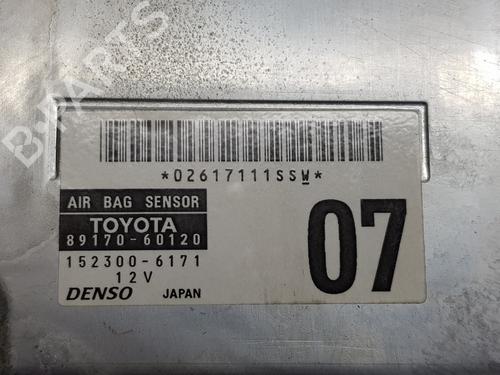 B-PARTS
*02617111SSW*
AIR BAG SENSOR
TOYOTA
89170-60120
152300-6171
12V
DENSO JAPAN
07